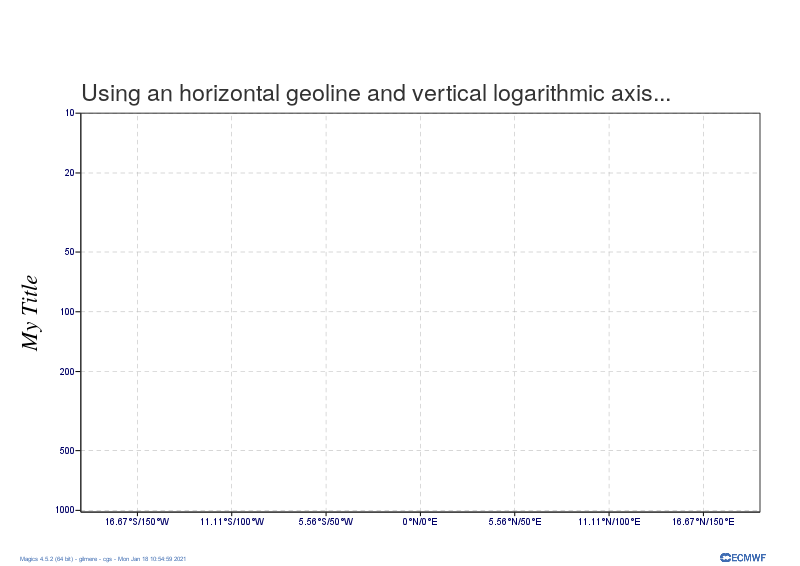 Using an horizontal geoline and vertical logarithmic axis...
10
20
50
100
200
500
1000
My Title
16.67°S/150°W 11.11°S/100°W 5.56°S/50°W 0°N/0°E 5.56°N/50°E 11.11°N/100°E 16.67°N/150°E
Magics 4.5.2 (64 bit) - gilmere - cgs - Mon Jan 18 10:54:59 2021
ECMWF